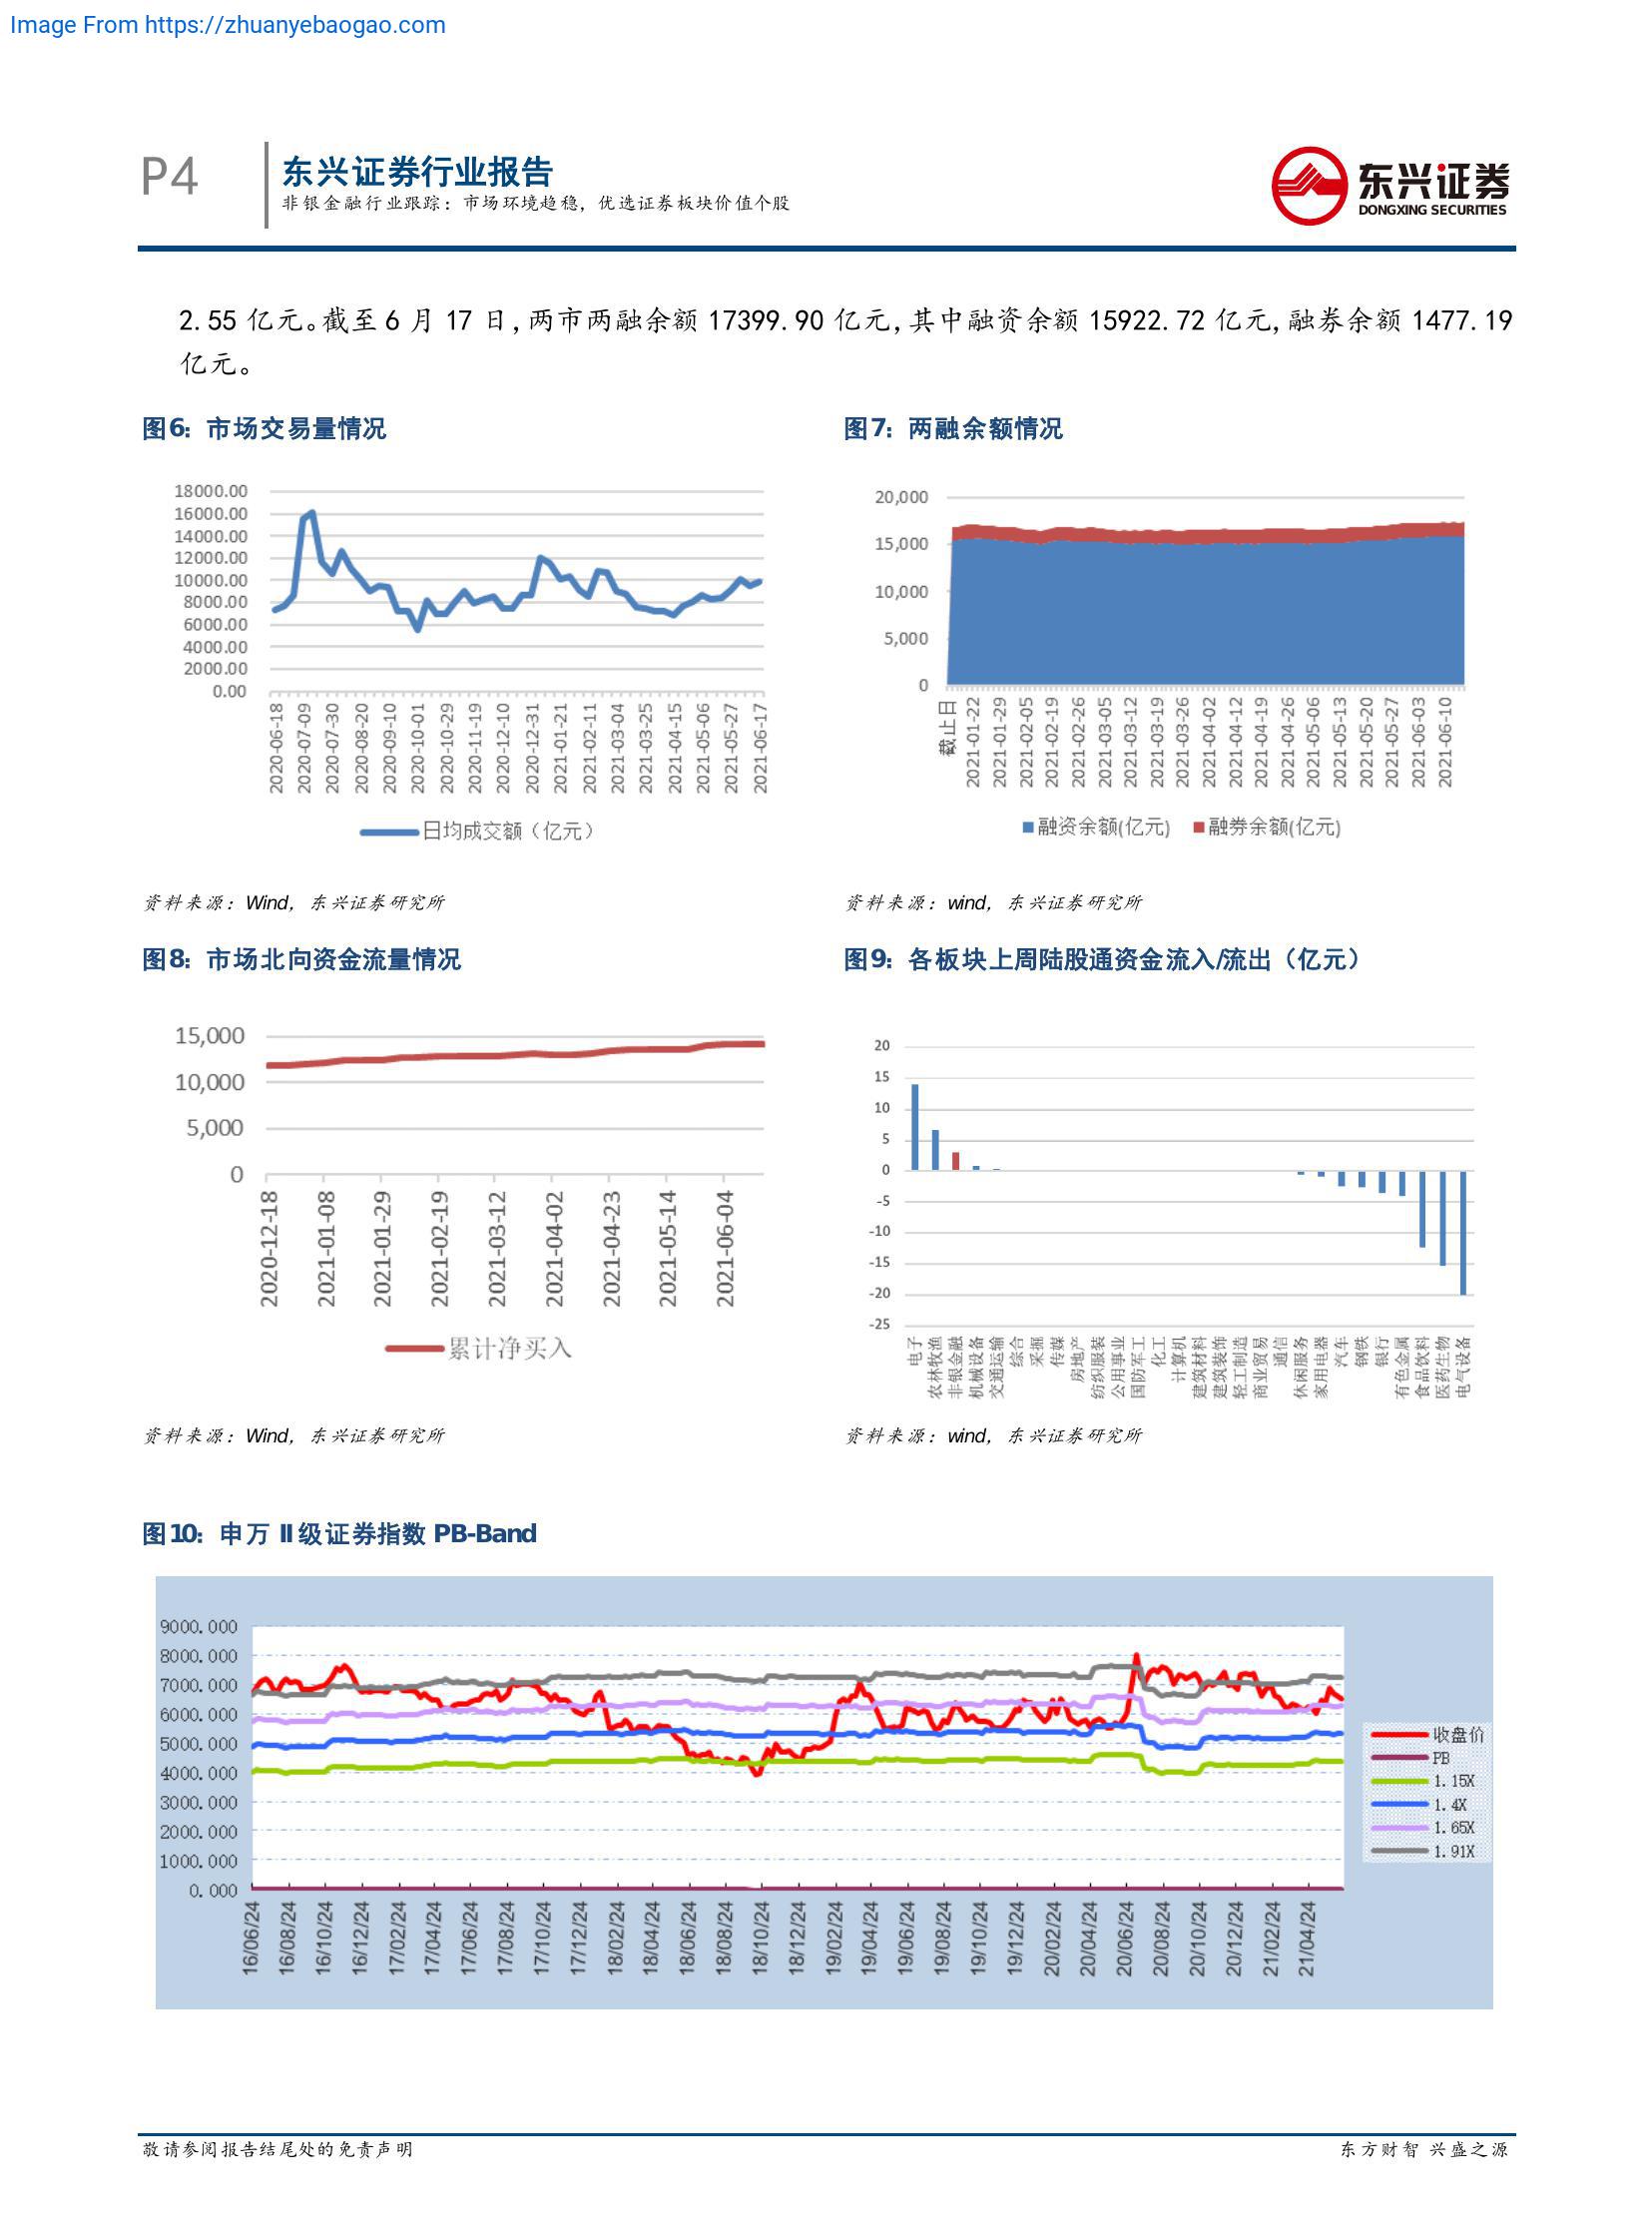 Image From https://zhuanyebaogao.com
P4
东兴证券行业报告
非银金融行业跟踪：市场环境趋稳，优选证券板块价值个股
东兴证券
DONGXING SECURITIES
2.55 亿元。截至 6 月 17 日，两市两融余额 17399.90 亿元，其中融资余额 15922.72 亿元，融券余额 1477.19
亿元。
图6：市场交易量情况
18000.00
16000.00
14000.00
12000.00
10000.00
8000.00
6000.00
4000.00
2000.00
0.00
2020-06-18
2020-07-09
2020-07-30
2020-08-20
2020-09-10
2020-10-01
2020-10-29
2020-11-19
2020-12-10
2020-12-31
2021-01-21
2021-02-11
2021-03-04
2021-03-25
2021-04-15
2021-05-06
2021-05-27
2021-06-17
日均成交额（亿元）
资料来源：Wind，东兴证券研究所
图7：两融余额情况
20,000
15,000
10,000
5,000
0
截止日
2021-01-22
2021-01-29
2021-02-05
2021-02-19
2021-02-26
2021-03-05
2021-03-12
2021-03-19
2021-03-26
2021-04-02
2021-04-12
2021-04-19
2021-04-26
2021-05-06
2021-05-13
2021-05-20
2021-05-27
2021-06-03
2021-06-10
融资余额(亿元) 融券余额(亿元)
资料来源：wind，东兴证券研究所
图8：市场北向资金流量情况
15,000
10,000
5,000
0
2020-12-18
2021-01-08
2021-01-29
2021-02-19
2021-03-12
2021-04-02
2021-04-23
2021-05-14
2021-06-04
累计净买入
资料来源：Wind，东兴证券研究所
图9：各板块上周陆股通资金流入/流出（亿元）
20
15
10
5
0
-5
-10
-15
-20
-25
电子
农林牧渔
非银金融
机械设备
交通运输
综合
采掘
传媒
房地产
纺织服装
公用事业
国防军工
化工
计算机
建筑材料
建筑装饰
轻工制造
商业贸易
通信
休闲服务
家用电器
汽车
钢铁
银行
有色金属
食品饮料
医药生物
电气设备
资料来源：wind，东兴证券研究所
图10：申万 II 级证券指数 PB-Band
9000.000
8000.000
7000.000
6000.000
5000.000
4000.000
3000.000
2000.000
1000.000
0.000
16/06/24
16/08/24
16/10/24
16/12/24
17/02/24
17/04/24
17/06/24
17/08/24
17/10/24
17/12/24
18/02/24
18/04/24
18/06/24
18/08/24
18/10/24
18/12/24
19/02/24
19/04/24
19/06/24
19/08/24
19/10/24
19/12/24
20/02/24
20/04/24
20/06/24
20/08/24
20/10/24
20/12/24
21/02/24
21/04/24
收盘价
PB
1.15X
1.4X
1.65X
1.91X
敬请参阅报告结尾处的免责声明
东方财智 兴盛之源